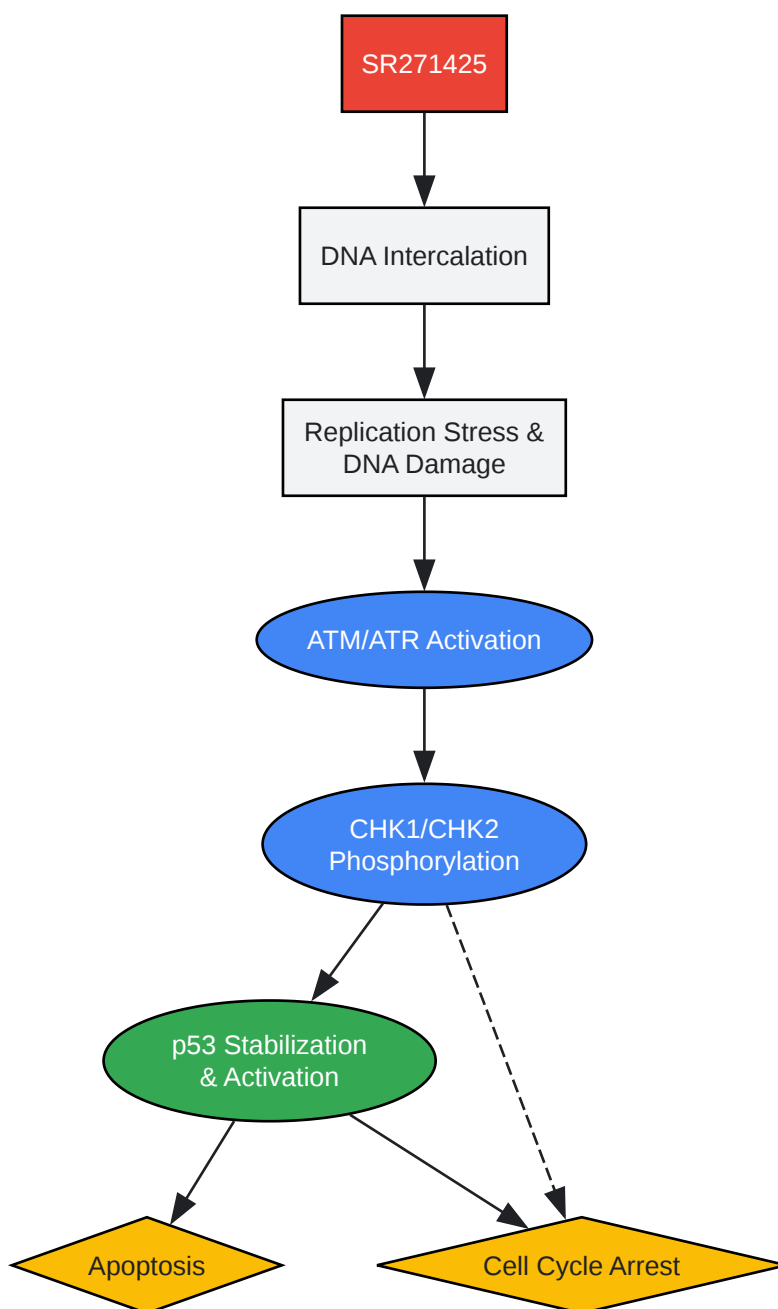 SR271425
DNA Intercalation
Replication Stress &
DNA Damage
ATM/ATR Activation
CHK1/CHK2
Phosphorylation
p53 Stabilization
& Activation
Apoptosis
Cell Cycle Arrest